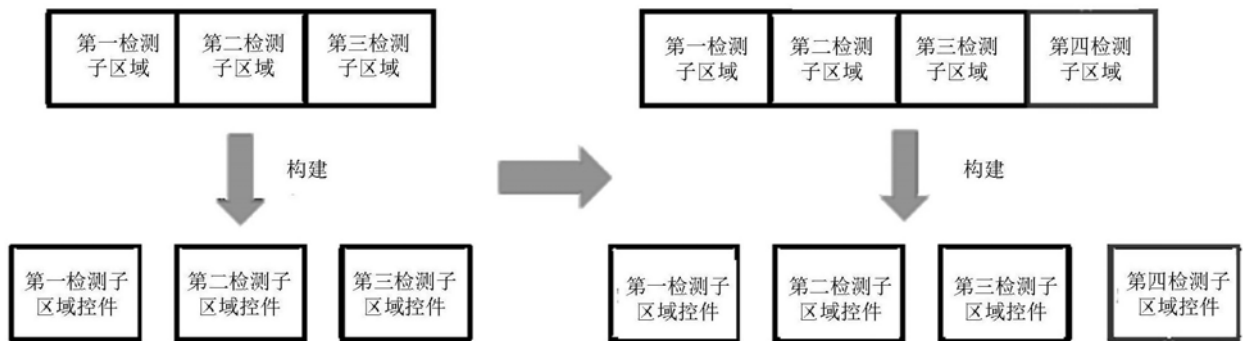 第一检测
子区域
第二检测
子区域
第三检测
子区域
第一检测
子区域
第二检测
子区域
第三检测
子区域
第四检测
子区域
构建
构建
第一检测子
区域控件
第二检测子
区域控件
第三检测子
区域控件
第一检测子
区域控件
第二检测子
区域控件
第三检测子
区域控件
第四检测子
区域控件